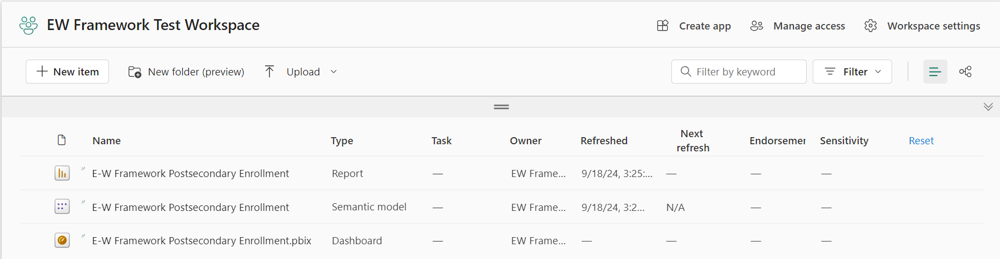 EW Framework Test Workspace
Create app
Manage access
Workspace settings
New item
New folder (preview)
Upload
Filter by keyword
Filter
Name Type Task Owner Refreshed Next refresh Endorsemer Sensitivity Reset
E-W Framework Postsecondary Enrollment Report — EW Frame... 9/18/24, 3:25:... — — —
E-W Framework Postsecondary Enrollment Semantic model — EW Frame... 9/18/24, 3:2... N/A — —
E-W Framework Postsecondary Enrollment.pbix Dashboard — EW Frame... — — — —